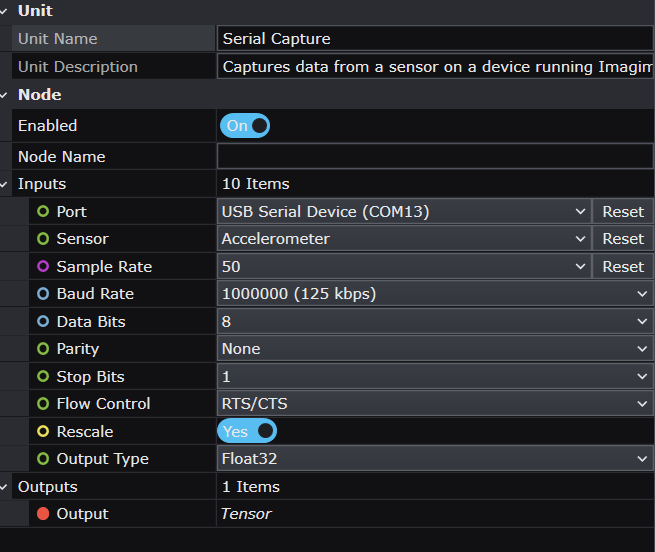 Unit
Unit Name Serial Capture
Unit Description Captures data from a sensor on a device running Imagim
Node
Enabled On
Node Name
Inputs 10 Items
Port USB Serial Device (COM13) Reset
Sensor Accelerometer Reset
Sample Rate 50 Reset
Baud Rate 1000000 (125 kbps)
Data Bits 8
Parity None
Stop Bits 1
Flow Control RTS/CTS
Rescale Yes
Output Type Float32
Outputs 1 Items
Output Tensor